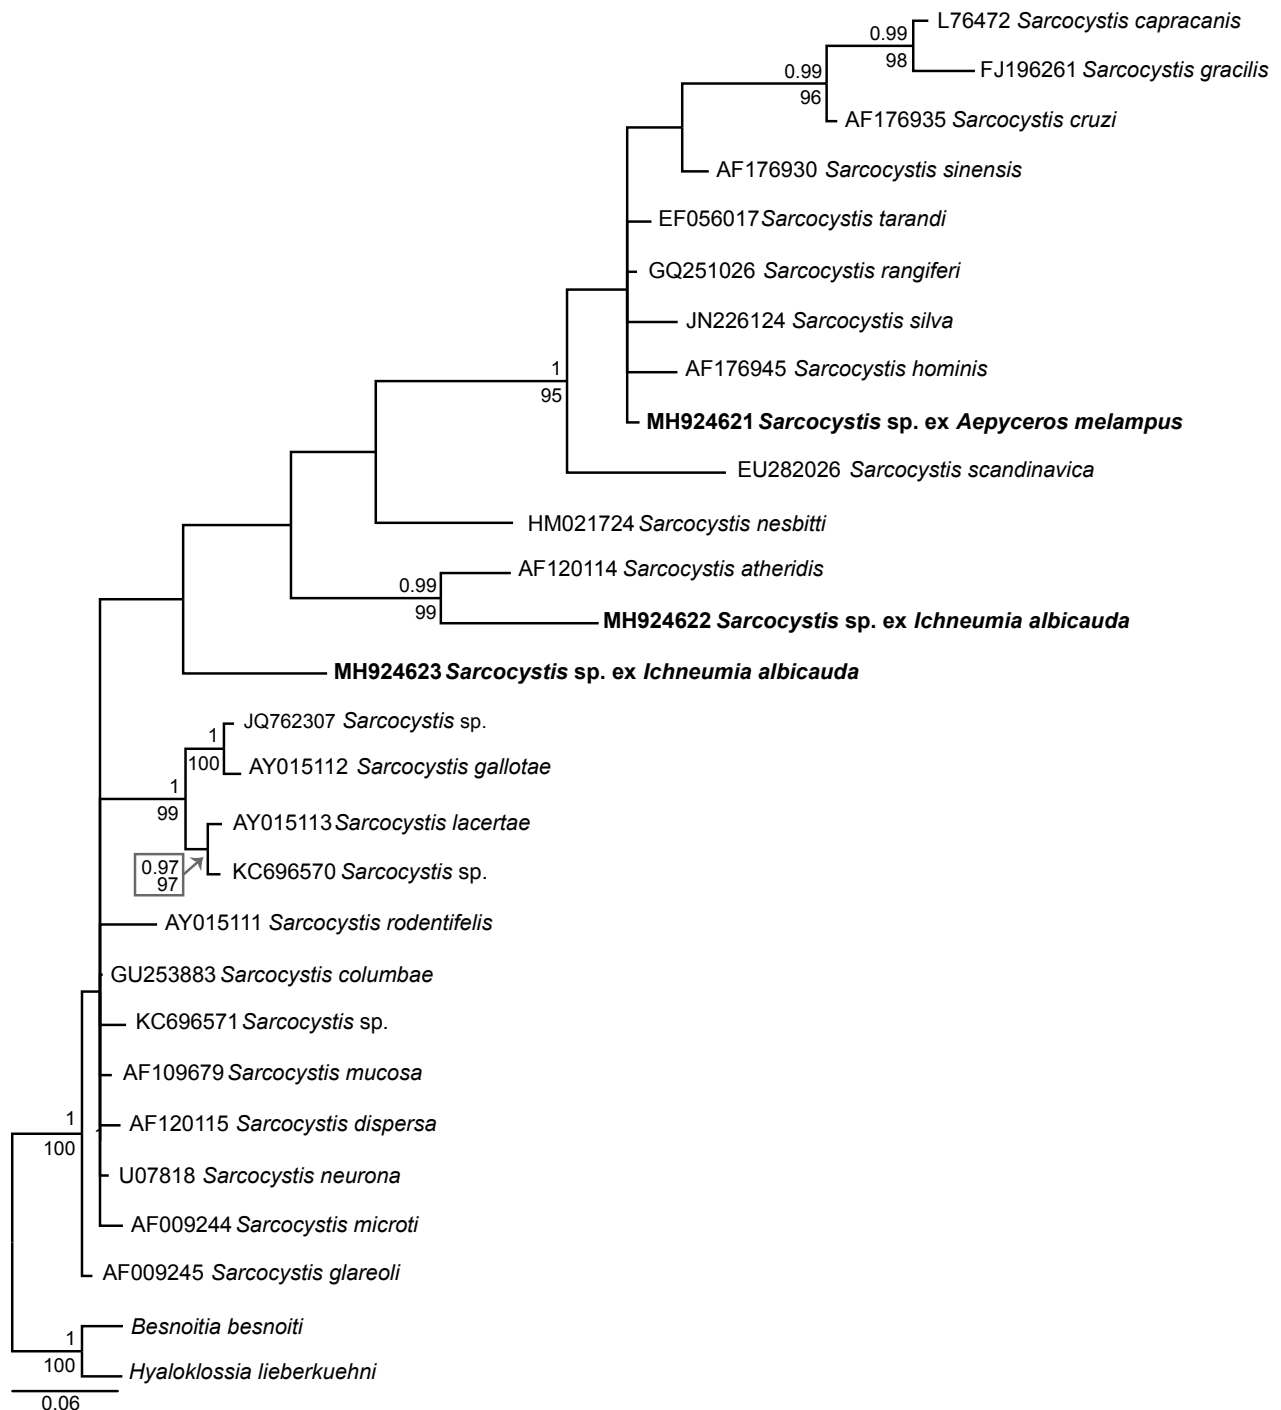 L76472 Sarcocystis capracanis
0.99
98
FJ196261 Sarcocystis gracilis
0.99
96
AF176935 Sarcocystis cruzi
AF176930 Sarcocystis sinensis
EF056017 Sarcocystis tarandi
GQ251026 Sarcocystis rangiferi
JN226124 Sarcocystis silva
1
95
AF176945 Sarcocystis hominis
MH924621 Sarcocystis sp. ex Aepyceros melampus
EU282026 Sarcocystis scandinavica
HM021724 Sarcocystis nesbitti
AF120114 Sarcocystis atheridis
0.99
99
MH924622 Sarcocystis sp. ex Ichneumia albicauda
MH924623 Sarcocystis sp. ex Ichneumia albicauda
JQ762307 Sarcocystis sp.
1
100
AY015112 Sarcocystis gallotae
1
99
AY015113 Sarcocystis lacertae
0.97
97
KC696570 Sarcocystis sp.
AY015111 Sarcocystis rodentifelis
GU253883 Sarcocystis columbae
KC696571 Sarcocystis sp.
AF109679 Sarcocystis mucosa
1
100
AF120115 Sarcocystis dispersa
U07818 Sarcocystis neurona
AF009244 Sarcocystis microti
AF009245 Sarcocystis glareoli
Besnoitia besnoiti
1
100
Hyaloklossia lieberkuehni
0.06